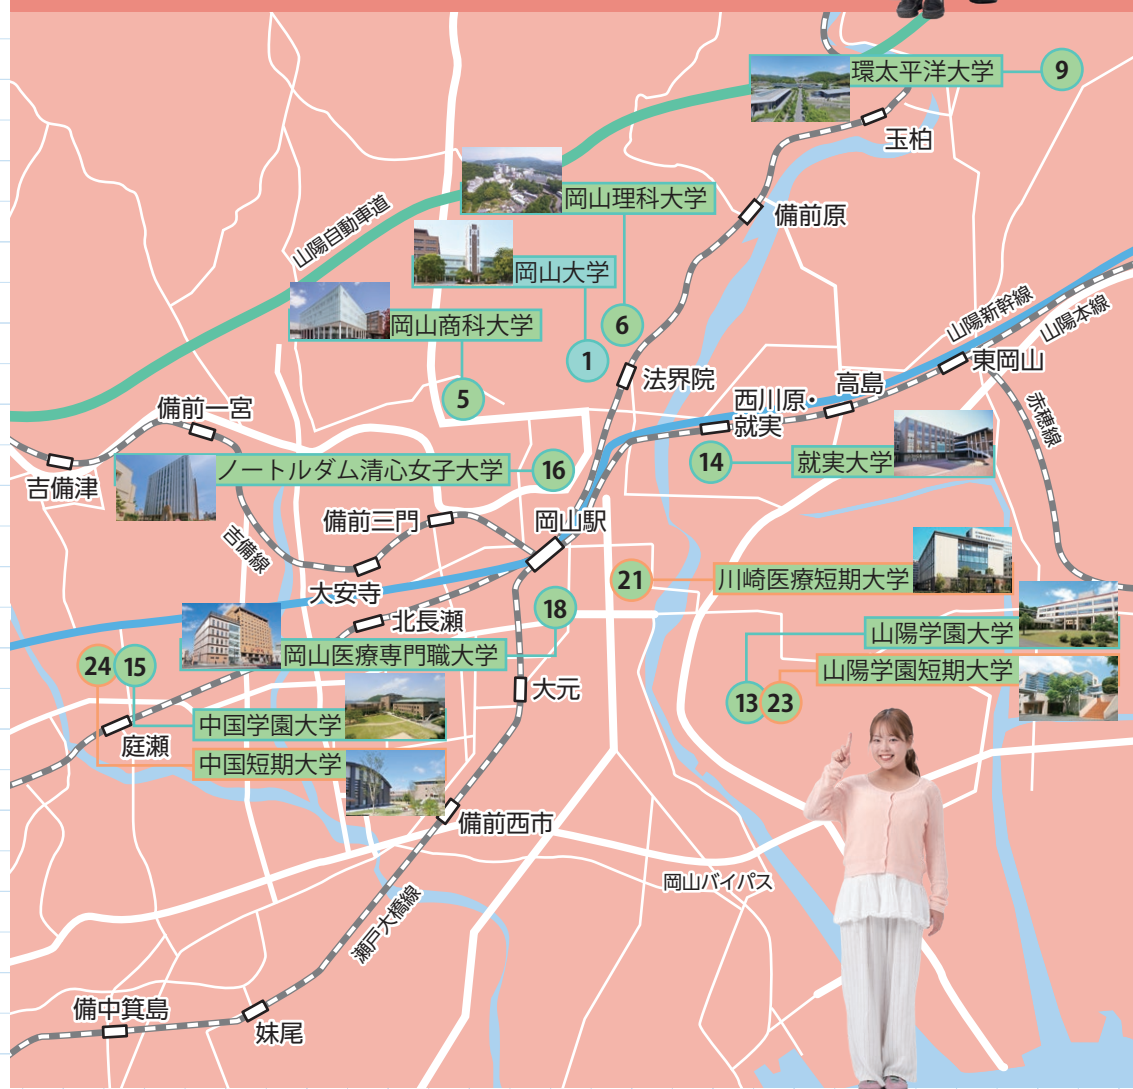 環太平洋大学
9
玉柏
岡山理科大学
備前原
山陽自動車道
岡山大学
岡山商科大学
6
1
5
法界院
山陽新幹線
山陽本線
東岡山
高島
西川原・
就実
赤穂線
備前一宮
吉備津
ノートルダム清心女子大学
16
14
就実大学
備前三門
岡山駅
吉備線
大安寺
21
川崎医療短期大学
北長瀬
18
岡山医療専門職大学
山陽学園大学
山陽学園短期大学
13
23
24
15
大元
中国学園大学
庭瀬
中国短期大学
備前西市
岡山バイパス
瀬戸大橋線
備中箕島
妹尾